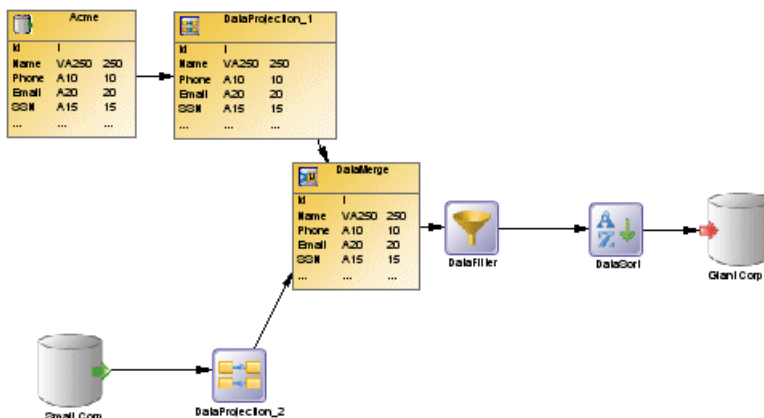 Acme
Id I
Name VA250 250
Phone A10 10
Email A20 20
SSN A15 15
... ... ...
DataProjection_1
Id I
Name VA250 250
Phone A10 10
Email A20 20
SSN A15 15
... ... ...
DataMerge
Id I
Name VA250 250
Phone A10 10
Email A20 20
SSN A15 15
... ... ...
DataFilter
DataSort
Giant Corp
Small Corp
DataProjection_2